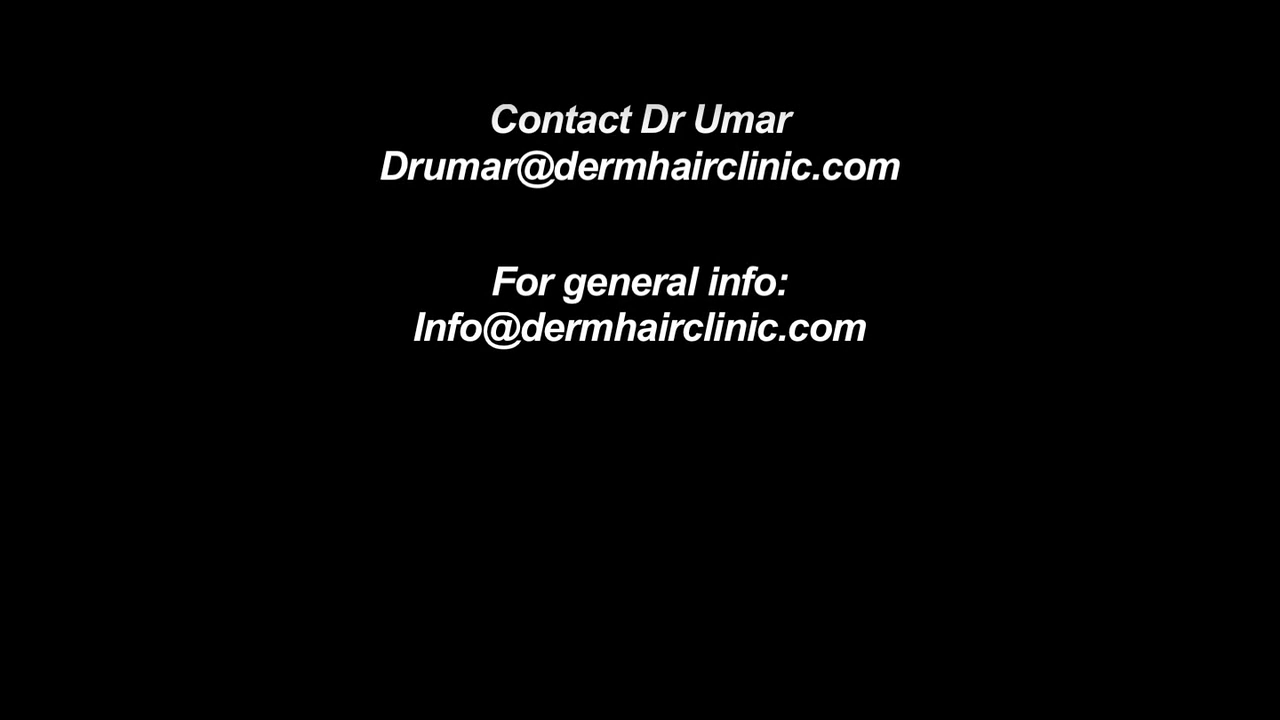 Contact Dr Umar
Drumar@dermhairclinic.com
For general info:
Info@dermhairclinic.com